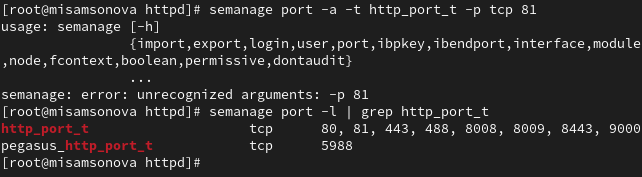 [root@misamsonova httpd]# semanage port -a -t http_port_t -p tcp 81
usage: semanage [-h]
{import,export,login,user,port,ibpkey,ibendport,interface,module
,node,fcontext,boolean,permissive,dontaudit}
...
semanage: error: unrecognized arguments: -p 81
[root@misamsonova httpd]# semanage port -l | grep http_port_t
http_port_t tcp 80, 81, 443, 488, 8008, 8009, 8443, 9000
pegasus_http_port_t tcp 5988
[root@misamsonova httpd]#